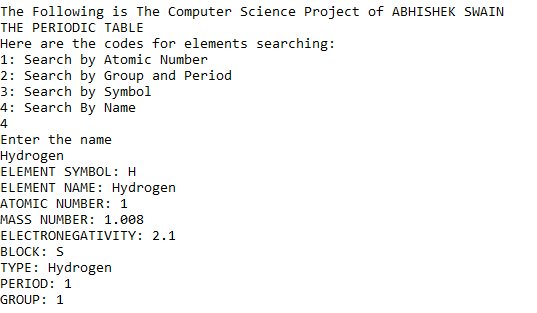 The Following is The Computer Science Project of ABHISHEK SWAIN
THE PERIODIC TABLE
Here are the codes for elements searching:
1: Search by Atomic Number
2: Search by Group and Period
3: Search by Symbol
4: Search By Name
4
Enter the name
Hydrogen
ELEMENT SYMBOL: H
ELEMENT NAME: Hydrogen
ATOMIC NUMBER: 1
MASS NUMBER: 1.008
ELECTRONEGATIVITY: 2.1
BLOCK: S
TYPE: Hydrogen
PERIOD: 1
GROUP: 1